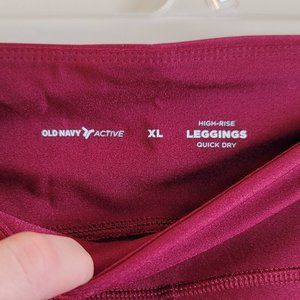 OLD NAVY ACTIVE XL
HIGH-RISE
LEGGINGS
QUICK DRY